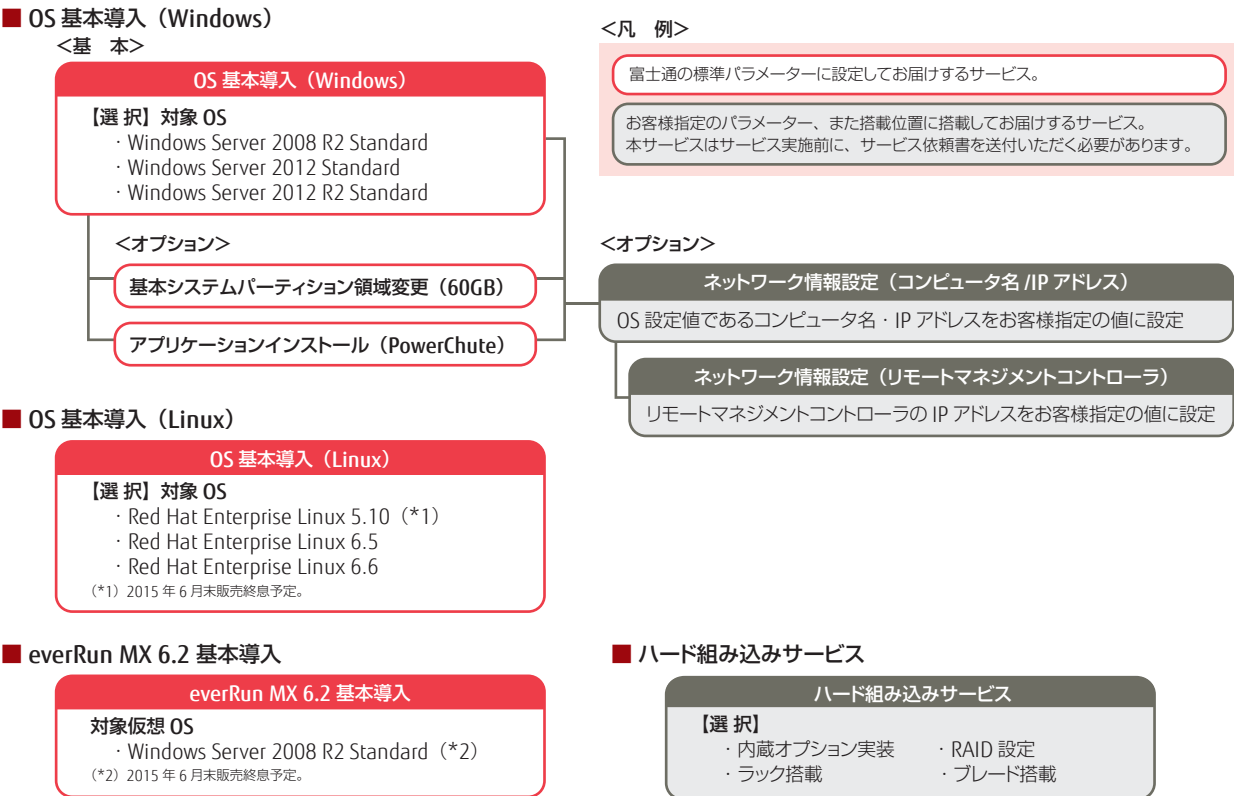 ■ OS 基本導入（Windows）
＜基　本＞
OS 基本導入（Windows）
【選 択】対象 OS
・Windows Server 2008 R2 Standard
・Windows Server 2012 Standard
・Windows Server 2012 R2 Standard
＜オプション＞
基本システムパーティション領域変更（60GB）
アプリケーションインストール（PowerChute）
＜凡　例＞
富士通の標準パラメーターに設定してお届けするサービス。
お客様指定のパラメーター、また搭載位置に搭載してお届けするサービス。
本サービスはサービス実施前に、サービス依頼書を送付いただく必要があります。
＜オプション＞
ネットワーク情報設定（コンピュータ名 /IP アドレス）
OS 設定値であるコンピュータ名・IP アドレスをお客様指定の値に設定
ネットワーク情報設定（リモートマネジメントコントローラ）
リモートマネジメントコントローラの IP アドレスをお客様指定の値に設定
■ OS 基本導入（Linux）
OS 基本導入（Linux）
【選 択】対象 OS
・Red Hat Enterprise Linux 5.10（*1）
・Red Hat Enterprise Linux 6.5
・Red Hat Enterprise Linux 6.6
（*1）2015 年 6 月末販売終息予定。
■ everRun MX 6.2 基本導入
everRun MX 6.2 基本導入
対象仮想 OS
・Windows Server 2008 R2 Standard（*2）
（*2）2015 年 6 月末販売終息予定。
■ ハード組み込みサービス
ハード組み込みサービス
【選 択】
・内蔵オプション実装　・RAID 設定
・ラック搭載　・ブレード搭載